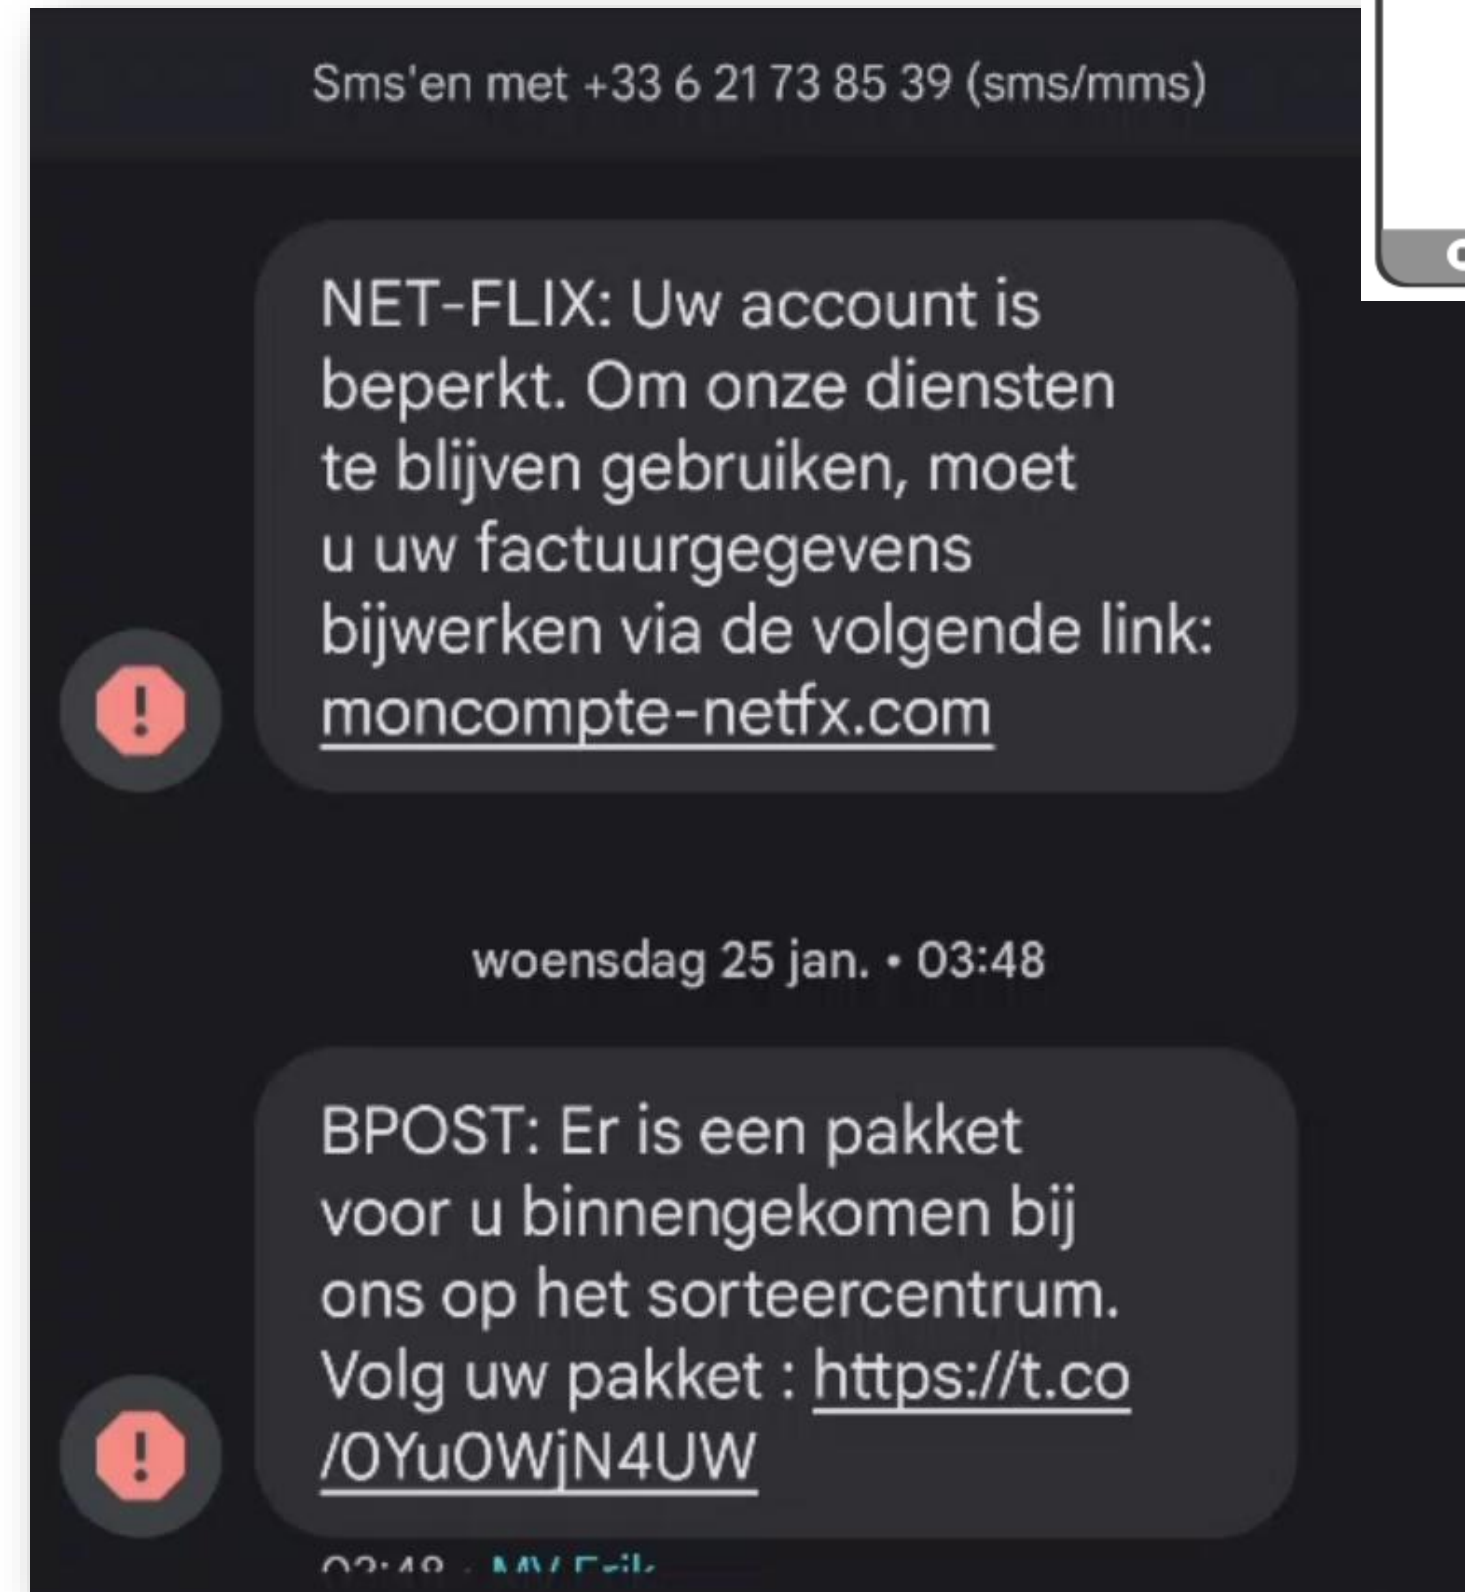 Sms'en met +33 6 21 73 85 39 (sms/mms)
NET-FLIX: Uw account is
beperkt. Om onze diensten
te blijven gebruiken, moet
u uw factuurgegevens
bijwerken via de volgende link:
moncompte-netfx.com
woensdag 25 jan. • 03:48
BPOST: Er is een pakket
voor u binnengekomen bij
ons op het sorteercentrum.
Volg uw pakket : https://t.co
/0Yu0WjN4UW